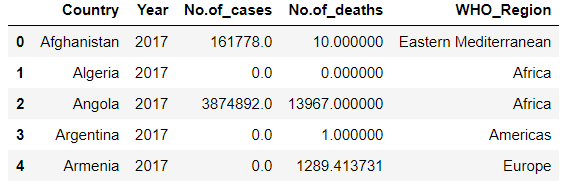 Country Year No.of_cases No.of_deaths WHO_Region
0 Afghanistan 2017 161778.0 10.000000 Eastern Mediterranean
1 Algeria 2017 0.0 0.000000 Africa
2 Angola 2017 3874892.0 13967.000000 Africa
3 Argentina 2017 0.0 1.000000 Americas
4 Armenia 2017 0.0 1289.413731 Europe